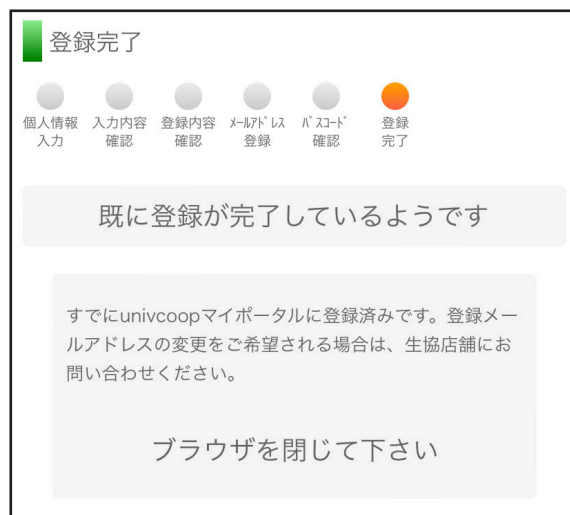 登録完了
個人情報 入力内容 登録内容 ﾒｰﾙｱﾄﾞﾚｽ ﾊﾟｽｺｰﾄﾞ 登録
入力 確認 確認 登録 確認 完了
既に登録が完了しているようです
すでにunivcoopマイポータルに登録済みです。登録メー
ルアドレスの変更をご希望される場合は、生協店舗にお
問い合わせください。
ブラウザを閉じて下さい